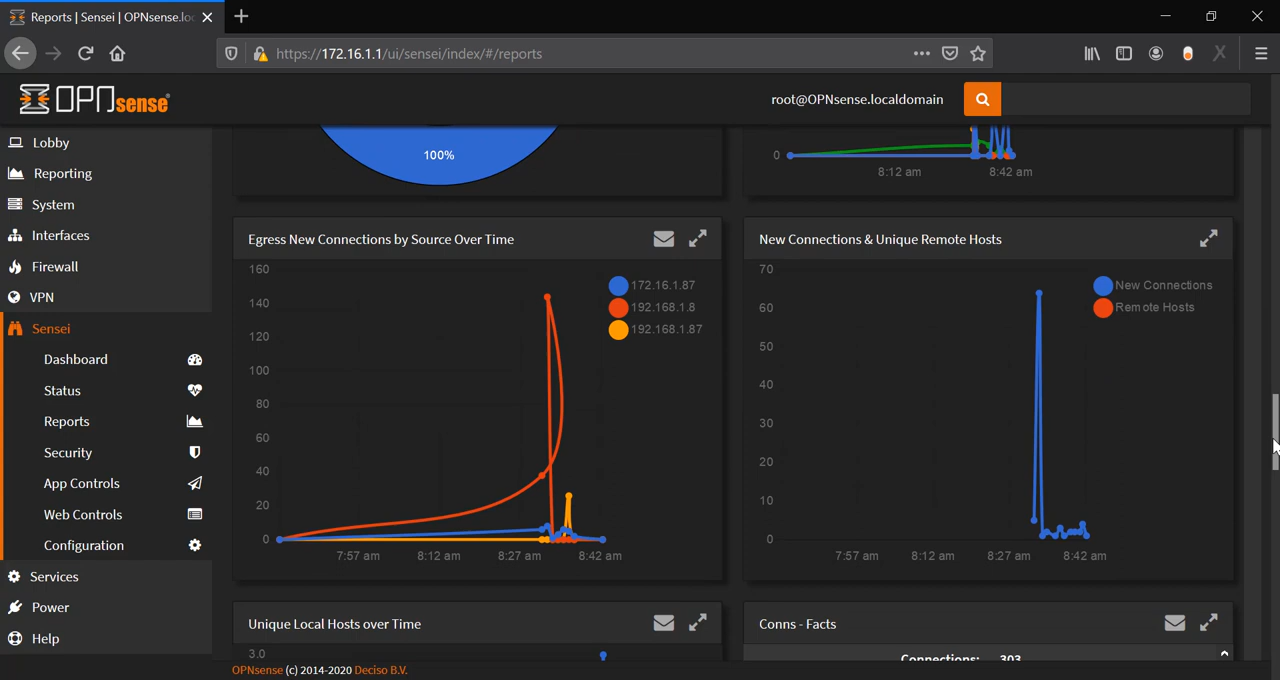 Reports | Sensei | OPNsense.loc
https://172.16.1.1/ui/sensei/index/#/reports
OPNsense
root@OPNsense.localdomain
Lobby
Reporting
System
Interfaces
Firewall
VPN
Sensei
Dashboard
Status
Reports
Security
App Controls
Web Controls
Configuration
Services
Power
Help
100%
0
8:12 am 8:42 am
Egress New Connections by Source Over Time
160
140
120
100
80
60
40
20
0
7:57 am 8:12 am 8:27 am 8:42 am
172.16.1.87
192.168.1.8
192.168.1.87
New Connections & Unique Remote Hosts
70
60
50
40
30
20
10
0
7:57 am 8:12 am 8:27 am 8:42 am
New Connections
Remote Hosts
Unique Local Hosts over Time
3.0
Conns - Facts
Connections: 303
OPNsense (c) 2014-2020 Deciso B.V.